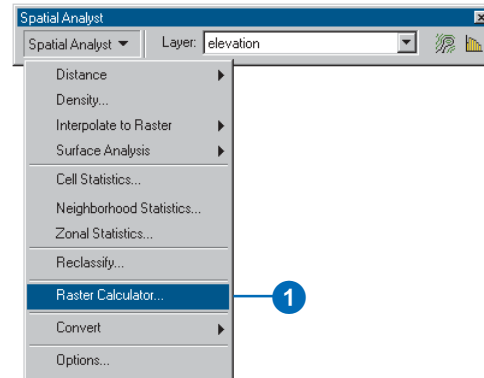 Spatial Analyst
Spatial Analyst Layer: elevation
Distance
Density...
Interpolate to Raster
Surface Analysis
Cell Statistics...
Neighborhood Statistics...
Zonal Statistics...
Reclassify...
Raster Calculator... 1
Convert
Options...